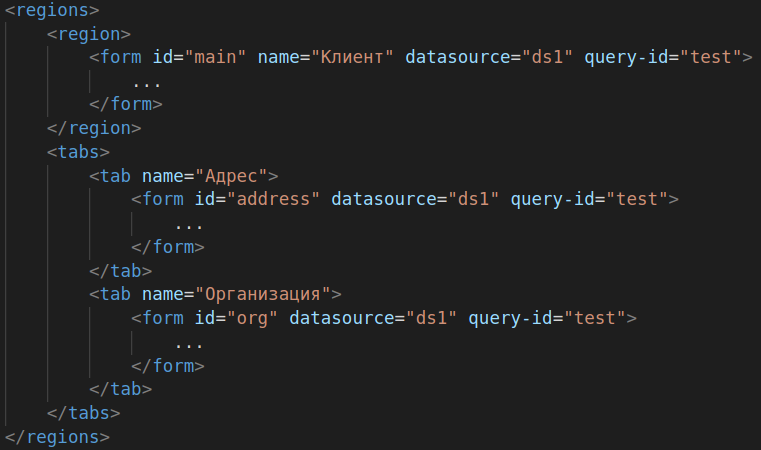 <regions>
    <region>
        <form id="main" name="Клиент" datasource="ds1" query-id="test">
            ...
        </form>
    </region>
    <tabs>
        <tab name="Адрес">
            <form id="address" datasource="ds1" query-id="test">
                ...
            </form>
        </tab>
        <tab name="Организация">
            <form id="org" datasource="ds1" query-id="test">
                ...
            </form>
        </tab>
    </tabs>
</regions>